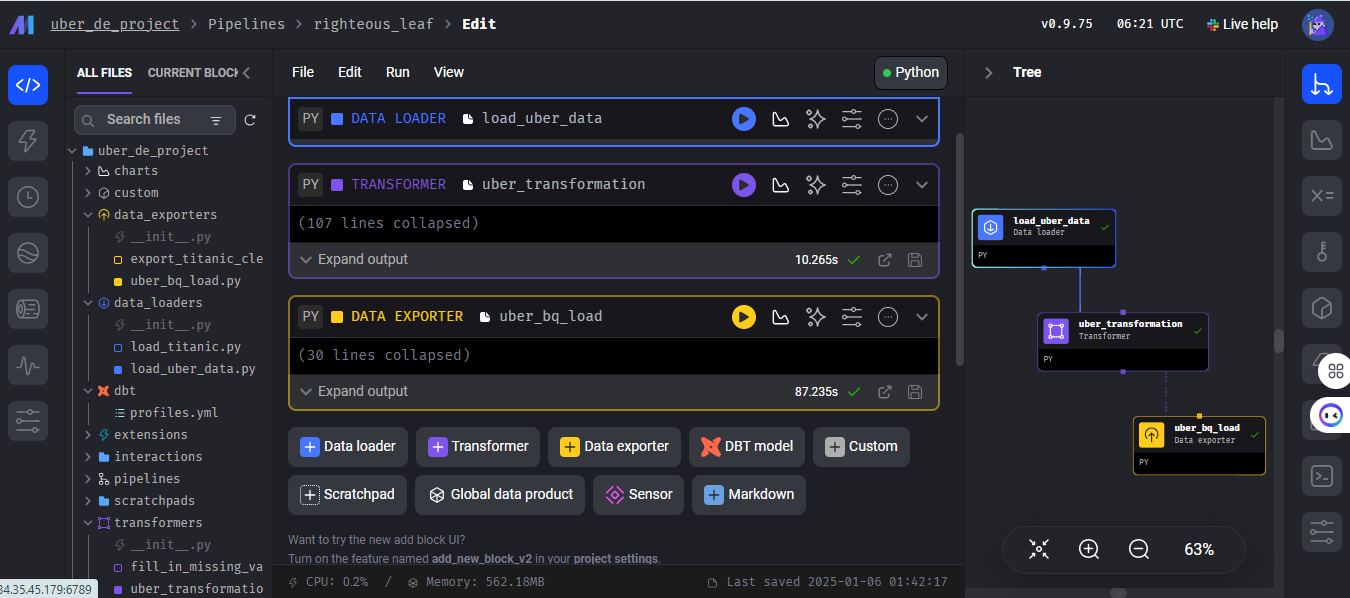 uber_de_project > Pipelines > righteous_leaf > Edit
v0.9.75 06:21 UTC Live help
ALL FILES CURRENT BLOCK
Search files
uber_de_project
charts
custom
data_exporters
__init__.py
export_titanic_cle
uber_bq_load.py
data_loaders
__init__.py
load_titanic.py
load_uber_data.py
dbt
profiles.yml
extensions
interactions
pipelines
scratchpads
transformers
__init__.py
fill_in_missing_va
uber_transformatio
34.35.45.179:6789
File Edit Run View
Python
PY DATA LOADER load_uber_data
PY TRANSFORMER uber_transformation
(107 lines collapsed)
Expand output 10.265s
PY DATA EXPORTER uber_bq_load
(30 lines collapsed)
Expand output 87.235s
Data loader Transformer Data exporter DBT model Custom
Scratchpad Global data product Sensor Markdown
Want to try the new add block UI?
Turn on the feature named add_new_block_v2 in your project settings.
CPU: 0.2% / Memory: 562.18MB
Last saved 2025-01-06 01:42:17
Tree
load_uber_data
Data loader
PY
uber_transformation
Transformer
PY
uber_bq_load
Data exporter
PY
63%